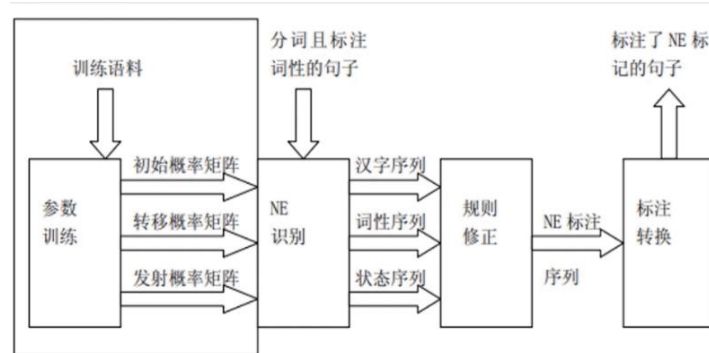 训练语料
分词且标注
词性的句子
标注了 NE 标
记的句子
初始概率矩阵
转移概率矩阵
发射概率矩阵
参数
训练
NE
识别
汉字序列
词性序列
状态序列
规则
修正
NE 标注
序列
标注
转换